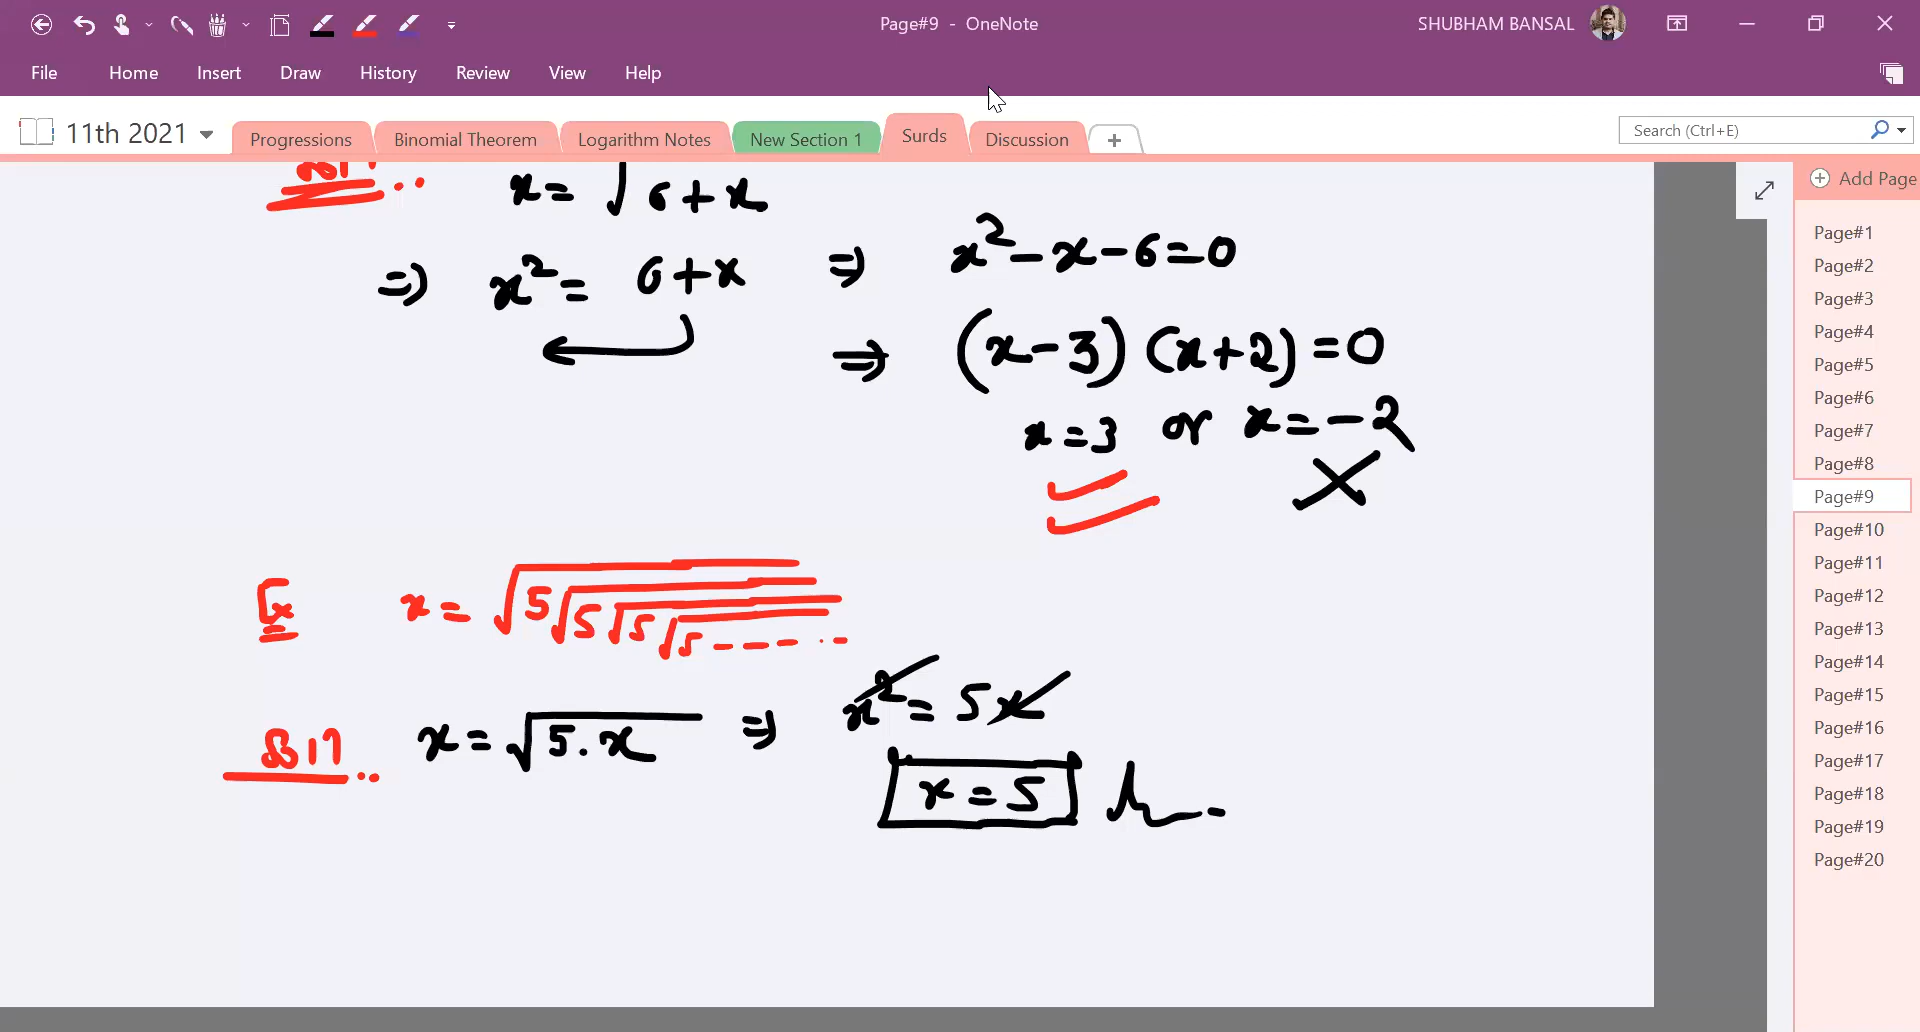 Page#9 - OneNote
SHUBHAM BANSAL
File Home Insert Draw History Review View Help
11th 2021
Progressions
Binomial Theorem
Logarithm Notes
New Section 1
Surds
Discussion
+
Search (Ctrl+E)
Add Page
x = √6+x
⇒ x² = 6+x ⇒ x²-x-6=0
⇒ (x-3) (x+2) =0
x=3 or x=-2
Ex x = √5√5√5√5 -----..
Sol? .. x = √5.x ⇒ x² = 5x
x = 5
Page#1
Page#2
Page#3
Page#4
Page#5
Page#6
Page#7
Page#8
Page#9
Page#10
Page#11
Page#12
Page#13
Page#14
Page#15
Page#16
Page#17
Page#18
Page#19
Page#20